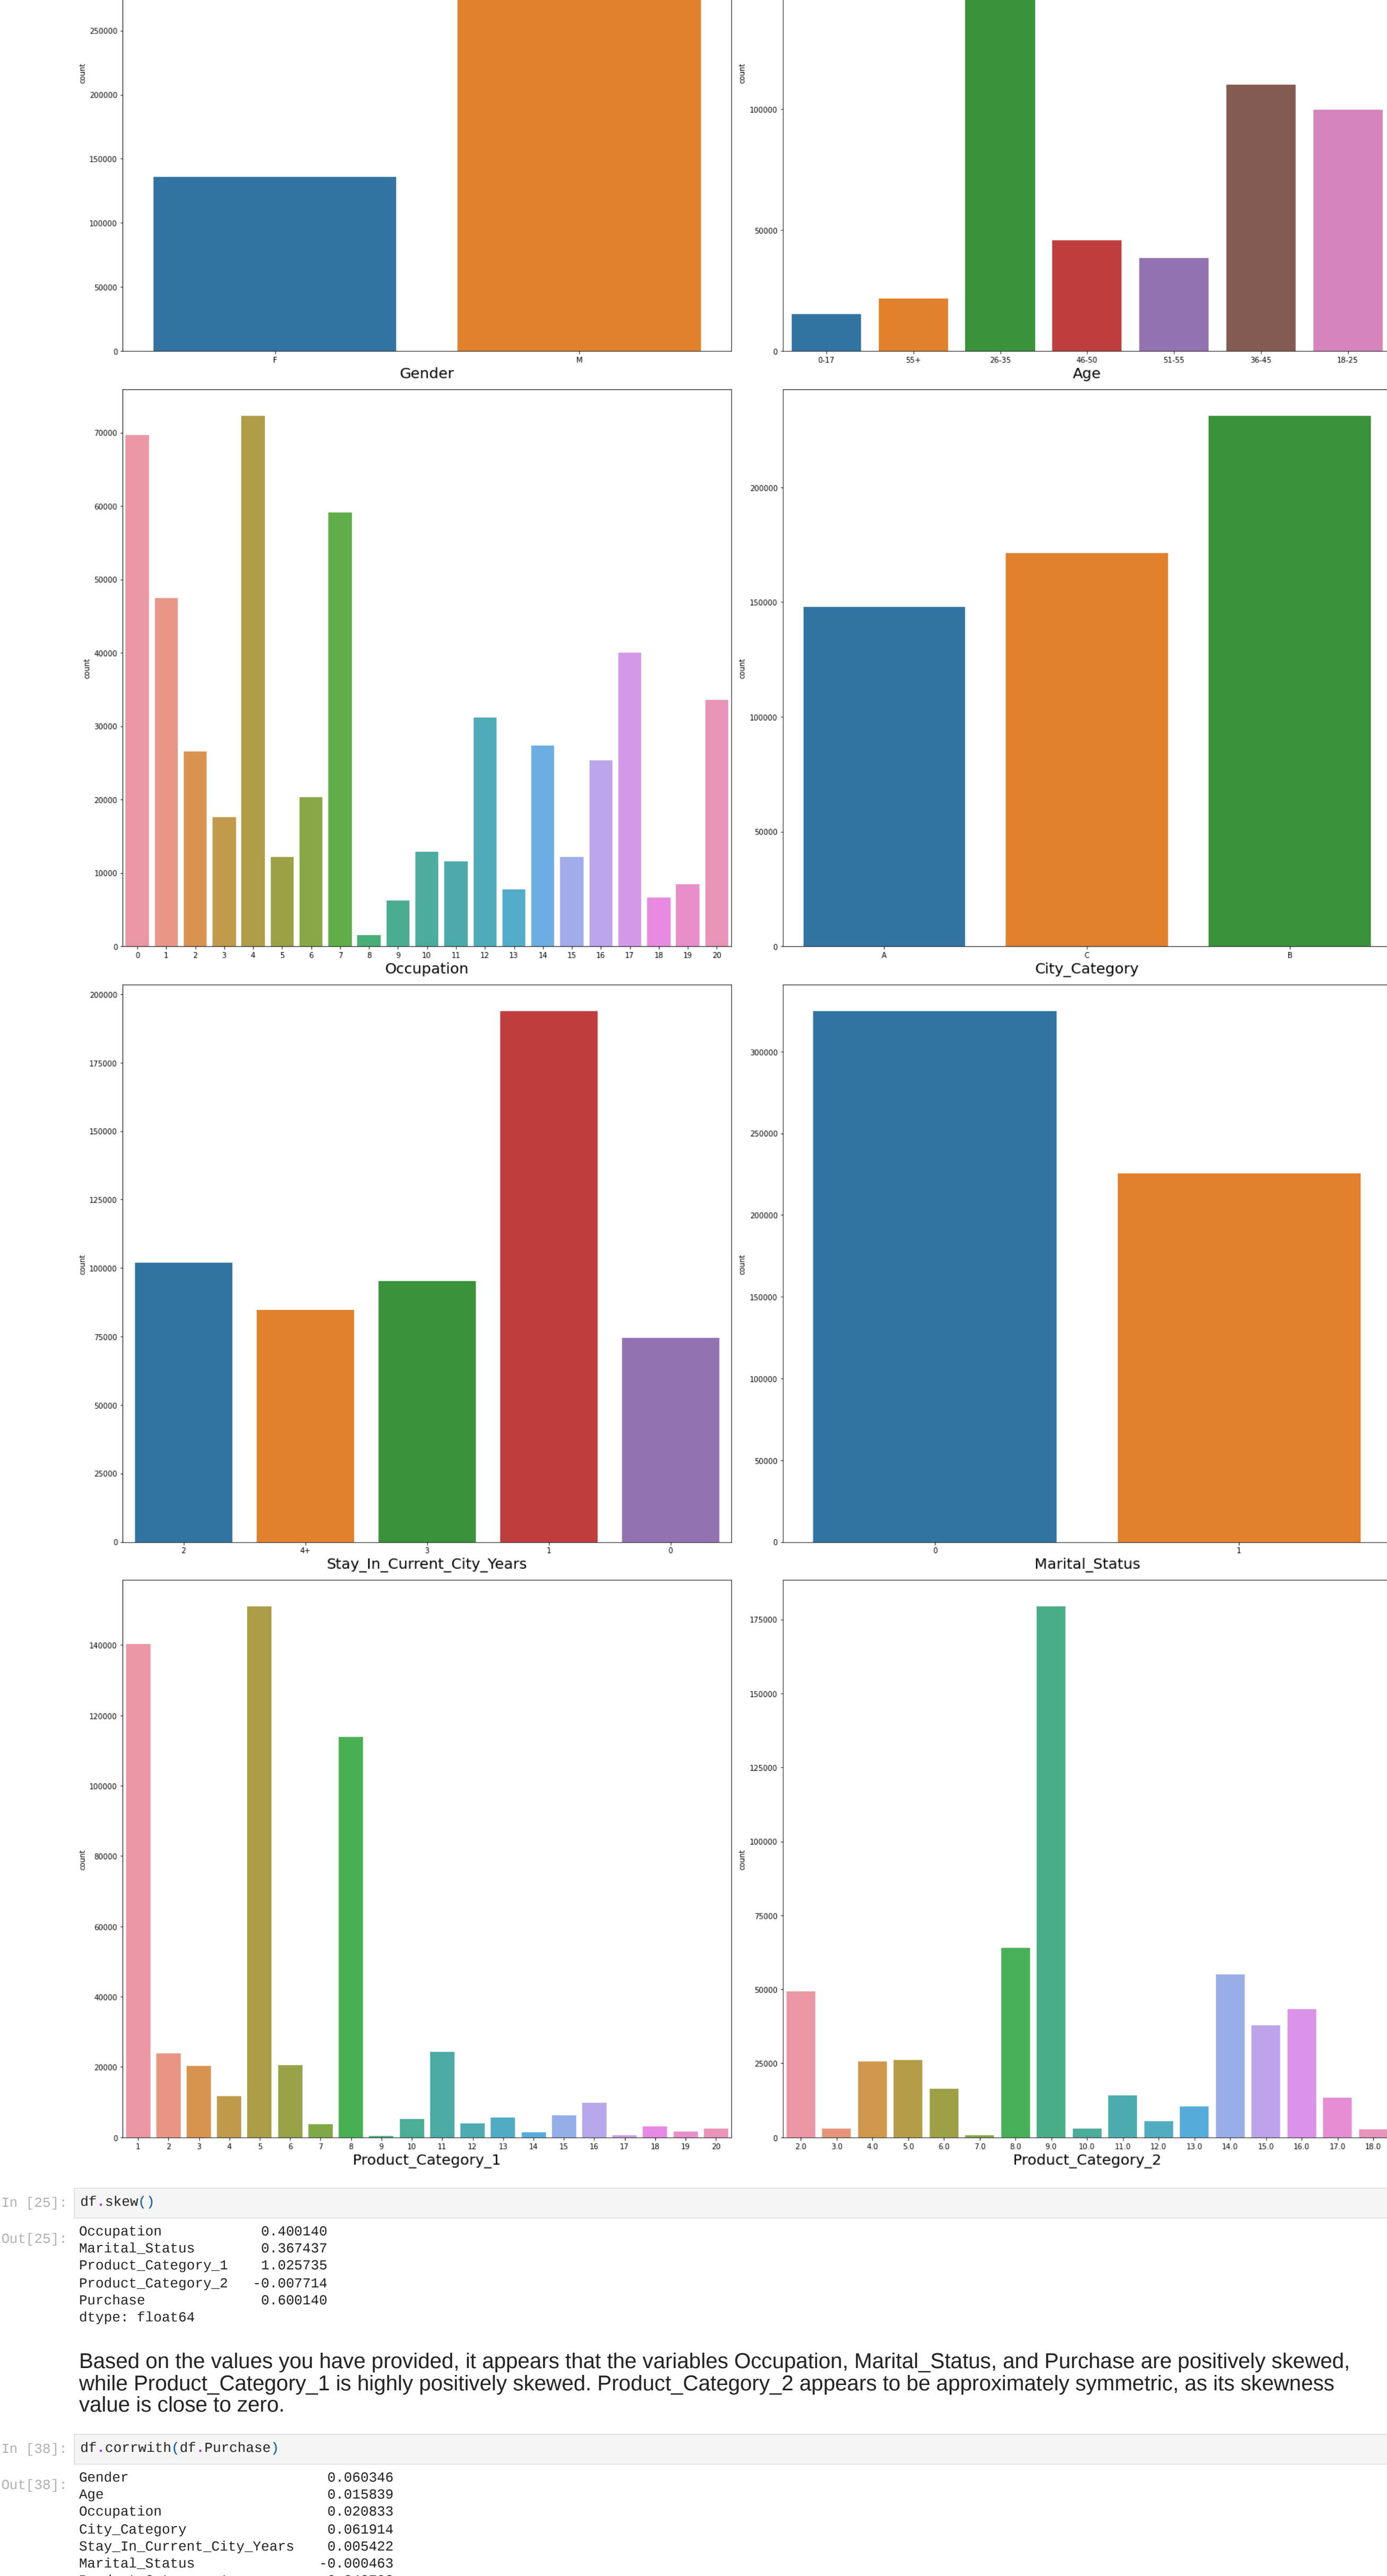 250000
200000
150000
100000
50000
0
count
F M
Gender
100000
50000
0
count
0-17 55+ 26-35 46-50 51-55 36-45 18-25
Age
70000
60000
50000
40000
30000
20000
10000
0
count
0 1 2 3 4 5 6 7 8 9 10 11 12 13 14 15 16 17 18 19 20
Occupation
200000
150000
100000
50000
0
count
A C B
City_Category
200000
175000
150000
125000
100000
75000
50000
25000
0
count
2 4+ 3 1 0
Stay_In_Current_City_Years
300000
250000
200000
150000
100000
50000
0
count
0 1
Marital_Status
140000
120000
100000
80000
60000
40000
20000
0
count
1 2 3 4 5 6 7 8 9 10 11 12 13 14 15 16 17 18 19 20
Product_Category_1
175000
150000
125000
100000
75000
50000
25000
0
count
2.0 3.0 4.0 5.0 6.0 7.0 8.0 9.0 10.0 11.0 12.0 13.0 14.0 15.0 16.0 17.0 18.0
Product_Category_2
In [25]: df.skew()
Out[25]: Occupation 0.400140
Marital_Status 0.367437
Product_Category_1 1.025735
Product_Category_2 -0.007714
Purchase 0.600140
dtype: float64
Based on the values you have provided, it appears that the variables Occupation, Marital_Status, and Purchase are positively skewed,
while Product_Category_1 is highly positively skewed. Product_Category_2 appears to be approximately symmetric, as its skewness
value is close to zero.
In [38]: df.corrwith(df.Purchase)
Out[38]: Gender 0.060346
Age 0.015839
Occupation 0.020833
City_Category 0.061914
Stay_In_Current_City_Years 0.005422
Marital_Status -0.000463